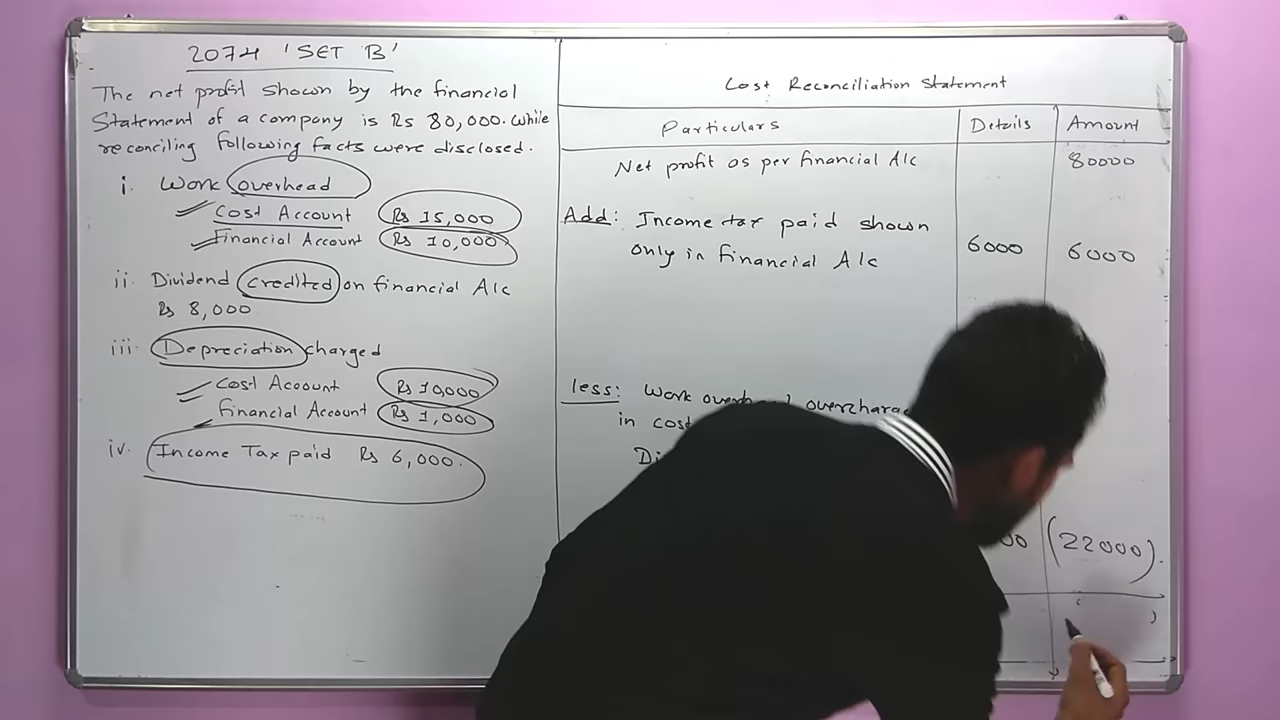 2074 'SET B'
The net profit shown by the financial
Statement of a company is Rs 80,000. While
reconciling following facts were disclosed.
i. Work overhead
Cost Account Rs 15,000
Financial Account Rs 10,000
ii. Dividend credited on financial A/c
Rs 8,000
iii. Depreciation charged
Cost Account Rs 10,000
Financial Account Rs 1,000
iv. Income Tax paid Rs 6,000.
Cost Reconciliation Statement
Particulars Details Amount
Net profit as per financial A/c 80000
Add: Income tax paid shown
only in financial A/c 6000 6000
less: Work
in cost
(22000)